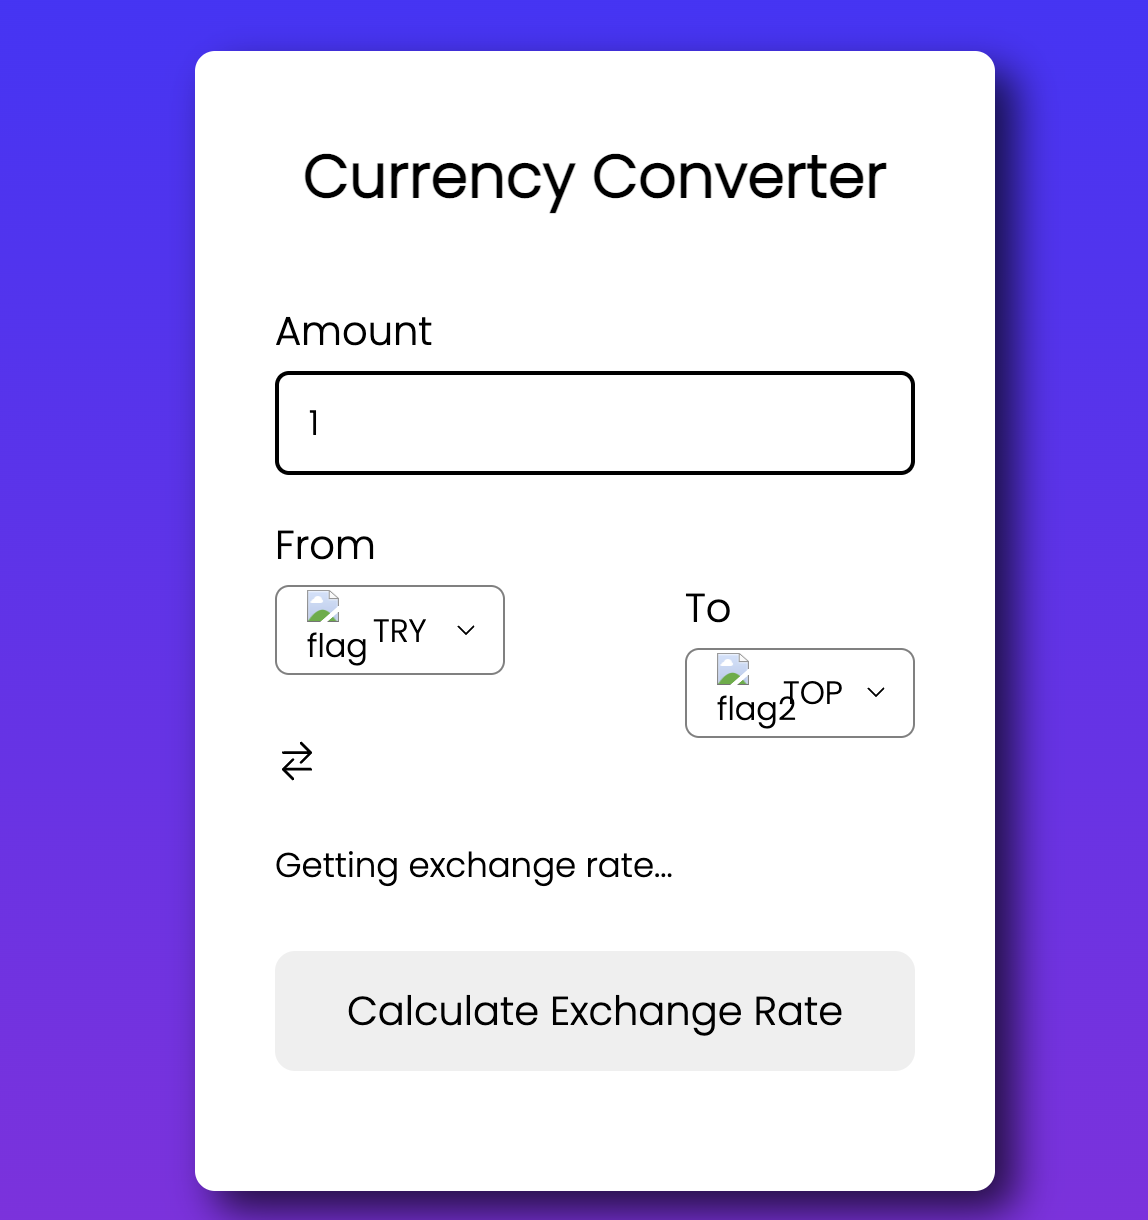 Currency Converter
Amount
1
From
flag TRY
To
flag2 TOP
Getting exchange rate...
Calculate Exchange Rate